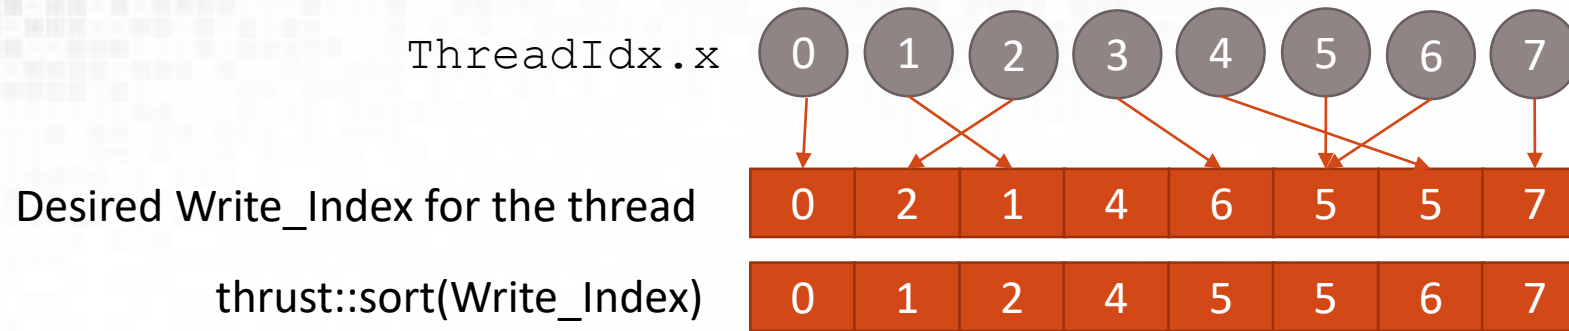 ThreadIdx.x 0 1 2 3 4 5 6 7
Desired Write_Index for the thread 0 2 1 4 6 5 5 7
thrust::sort(Write_Index) 0 1 2 4 5 5 6 7